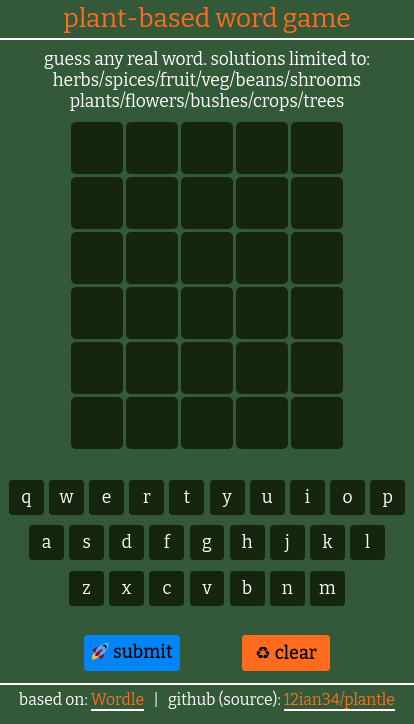 plant-based word game
guess any real word. solutions limited to:
herbs/spices/fruit/veg/beans/shrooms
plants/flowers/bushes/crops/trees
q w e r t y u i o p
a s d f g h j k l
z x c v b n m
🚀 submit ♻ clear
based on: Wordle | github (source): 12ian34/plantle